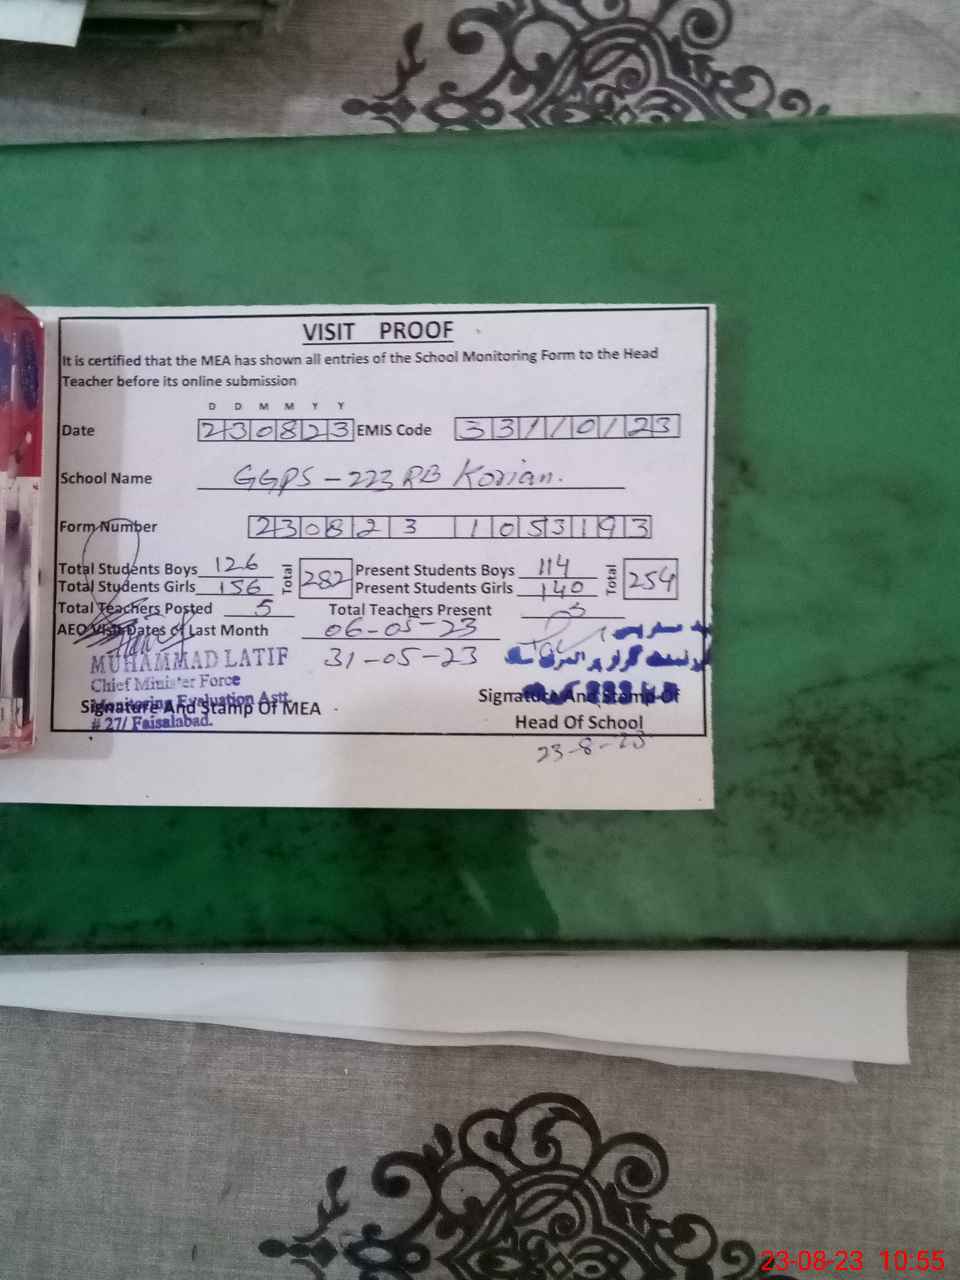 VISIT PROOF
It is certified that the MEA has shown all entries of the School Monitoring Form to the Head
Teacher before its online submission
D D M M Y Y
Date 230823 EMIS Code 33110123
School Name GGPS - 223 RB Korian.
Form Number 230823 1053193
Total Students Boys 126 Total 282 Present Students Boys 114 Total 254
Total Students Girls 156 Present Students Girls 140
Total Teachers Posted 5 Total Teachers Present 5
AEO Visit Dates of Last Month 06-05-23
31-05-23
MUHAMMAD LATIF
Chief Minister Force
Monitoring Evaluation Astt.
# 27/ Faisalabad.
Signature And Stamp Of MEA
Signature And Stamp Of
Head Of School
23-8-23
23-08-23 10:55